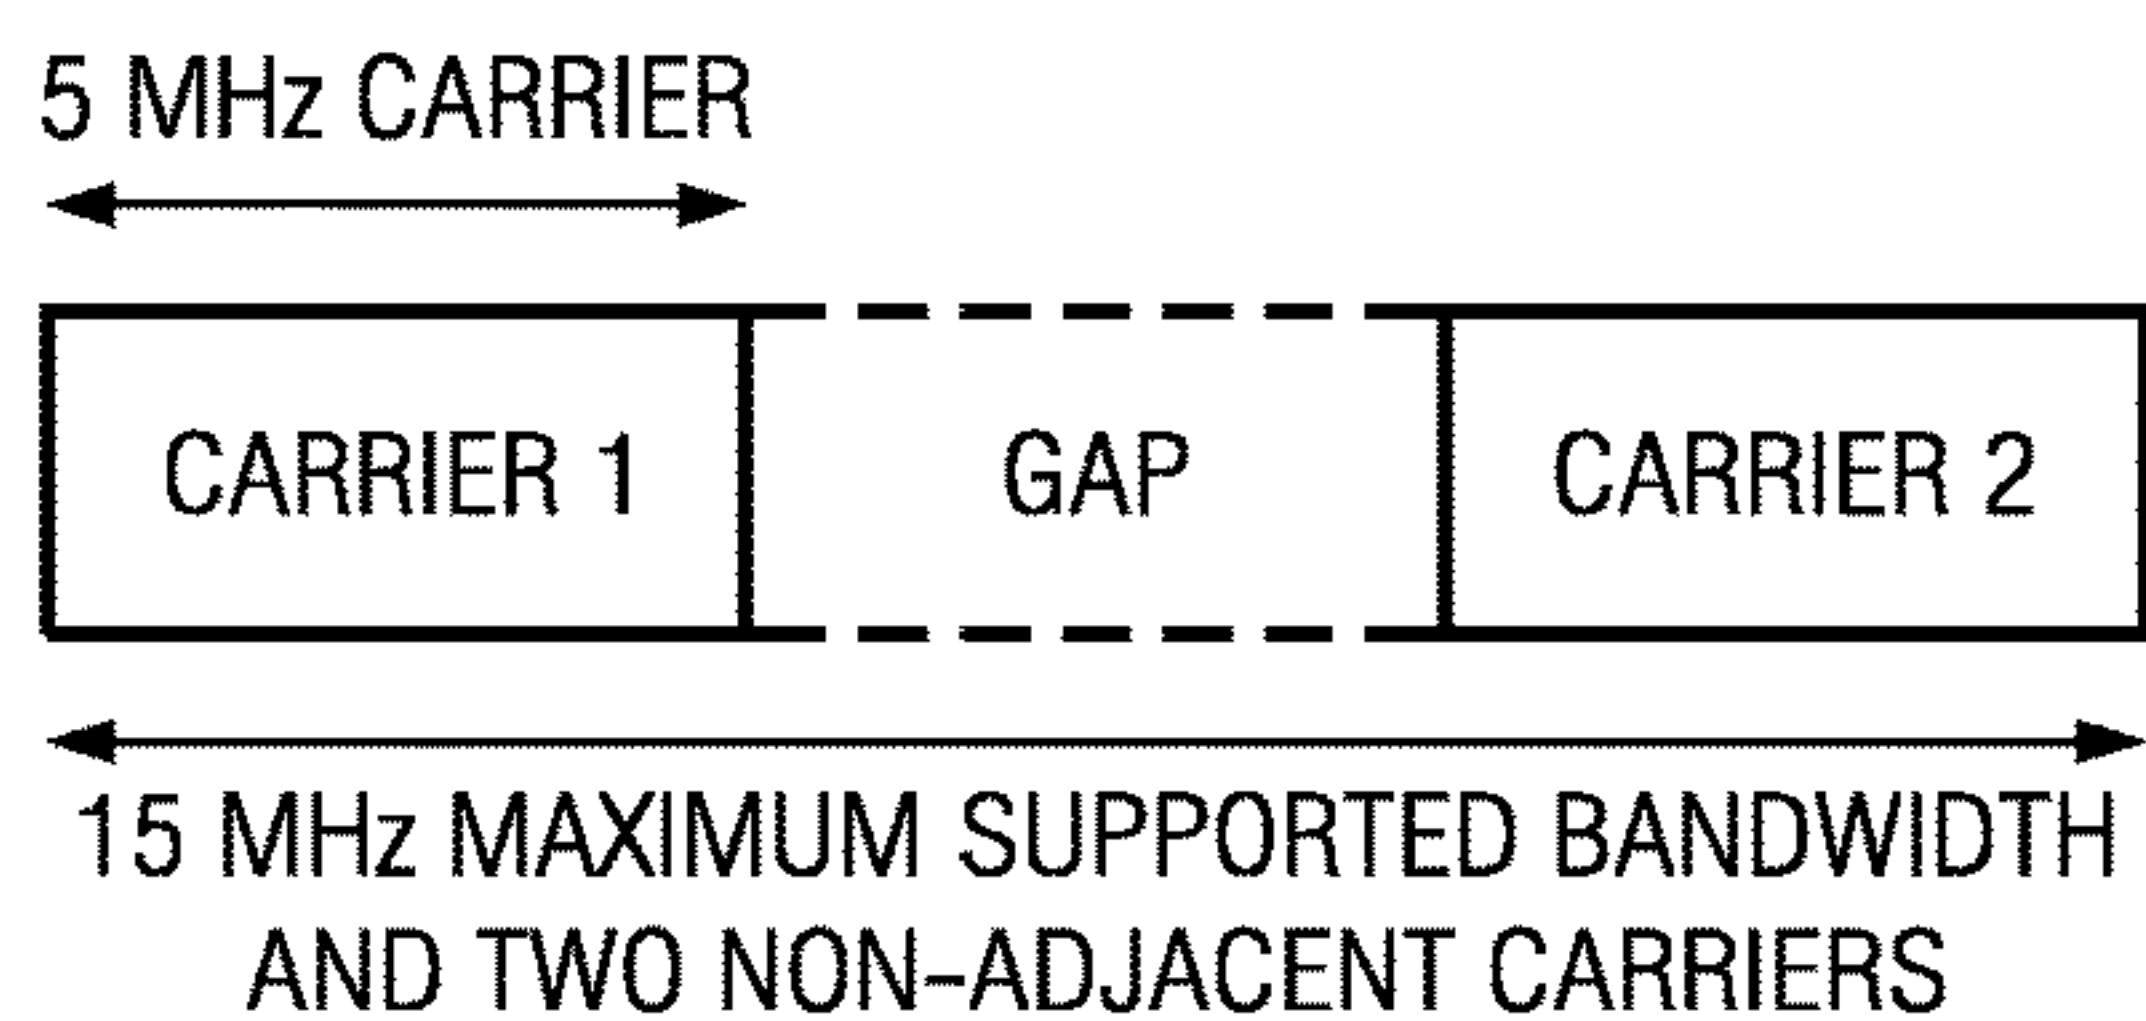 5 MHz CARRIER
CARRIER 1 GAP CARRIER 2
15 MHz MAXIMUM SUPPORTED BANDWIDTH
AND TWO NON-ADJACENT CARRIERS